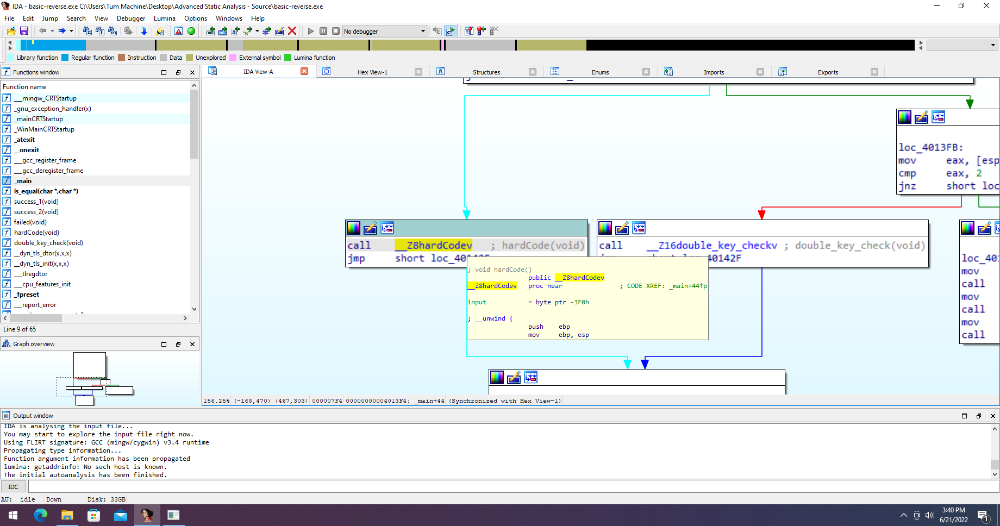 IDA - basic-reverse.exe C:\Users\Tum Machine\Desktop\Advanced Static Analysis - Source\basic-reverse.exe
File Edit Jump Search View Debugger Lumina Options Windows Help
No debugger
Library function Regular function Instruction Data Unexplored External symbol Lumina function
Functions window
IDA View-A Hex View-1 Structures Enums Imports Exports
Function name
___mingw_CRTStartup
_gnu_exception_handler(x)
_mainCRTStartup
_WinMainCRTStartup
_atexit
__onexit
___gcc_register_frame
___gcc_deregister_frame
_main
is_equal(char *,char *)
success_1(void)
success_2(void)
failed(void)
hardCode(void)
double_key_check(void)
__dyn_tls_dtor(x,x,x)
__dyn_tls_init(x,x,x)
__tlregdtor
__cpu_features_init
_fpreset
__report_error
Line 9 of 65
Graph overview
loc_4013FB:
mov eax, [esp
cmp eax, 2
jnz short loc
call __Z8hardCodev ; hardCode(void)
jmp short loc_40142F
call __Z16double_key_checkv ; double_key_check(void)
40142F
loc_40
mov
call
mov
call
mov
call
; void hardCode()
public __Z8hardCodev
__Z8hardCodev proc near ; CODE XREF: _main+44↑p
input = byte ptr -3F0h
; __unwind {
push ebp
mov ebp, esp
156.25% (-168,470) (467,303) 000007F4 00000000004013F4: _main+44 (Synchronized with Hex View-1)
Output window
IDA is analysing the input file...
You may start to explore the input file right now.
Using FLIRT signature: GCC (mingw/cygwin) v3.4 runtime
Propagating type information...
Function argument information has been propagated
lumina: getaddrinfo: No such host is known.
The initial autoanalysis has been finished.
IDC
AU: idle Down Disk: 33GB
3:40 PM
6/21/2022
1